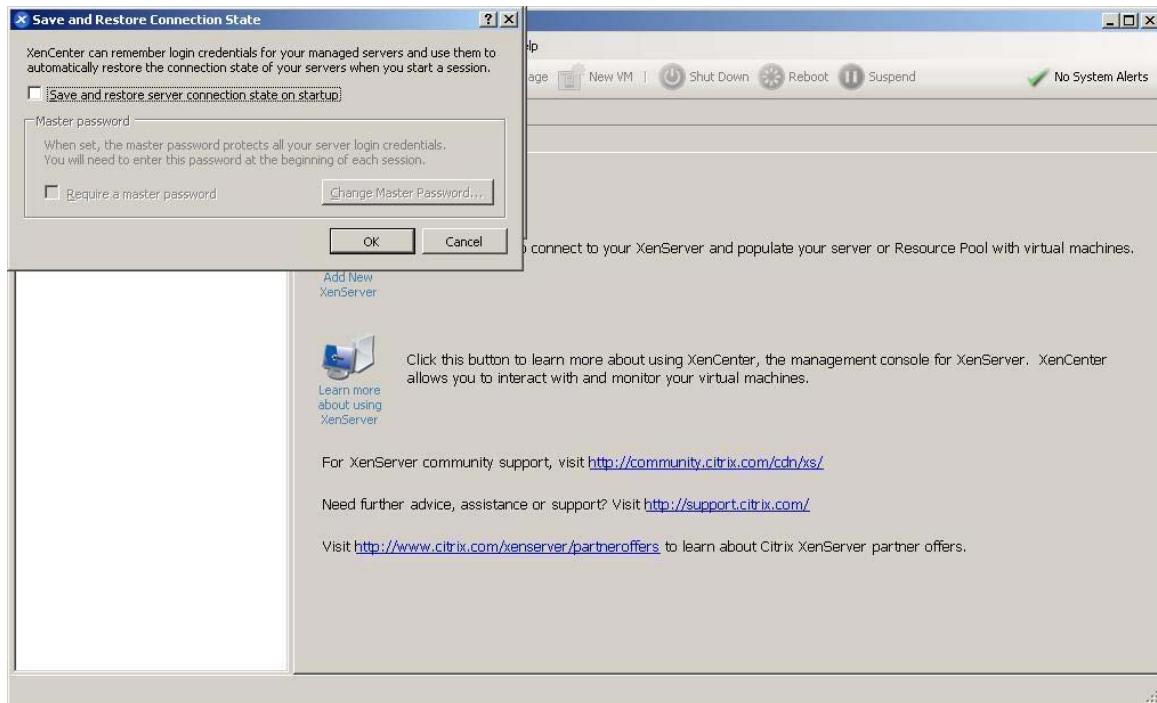 Save and Restore Connection State
XenCenter can remember login credentials for your managed servers and use them to
automatically restore the connection state of your servers when you start a session.
Save and restore server connection state on startup
Master password
When set, the master password protects all your server login credentials.
You will need to enter this password at the beginning of each session.
Require a master password
Change Master Password...
OK Cancel
New VM Shut Down Reboot Suspend No System Alerts
connect to your XenServer and populate your server or Resource Pool with virtual machines.
Add New
XenServer
Click this button to learn more about using XenCenter, the management console for XenServer. XenCenter
allows you to interact with and monitor your virtual machines.
Learn more
about using
XenServer
For XenServer community support, visit http://community.citrix.com/cdn/xs/
Need further advice, assistance or support? Visit http://support.citrix.com/
Visit http://www.citrix.com/xenserver/partneroffers to learn about Citrix XenServer partner offers.